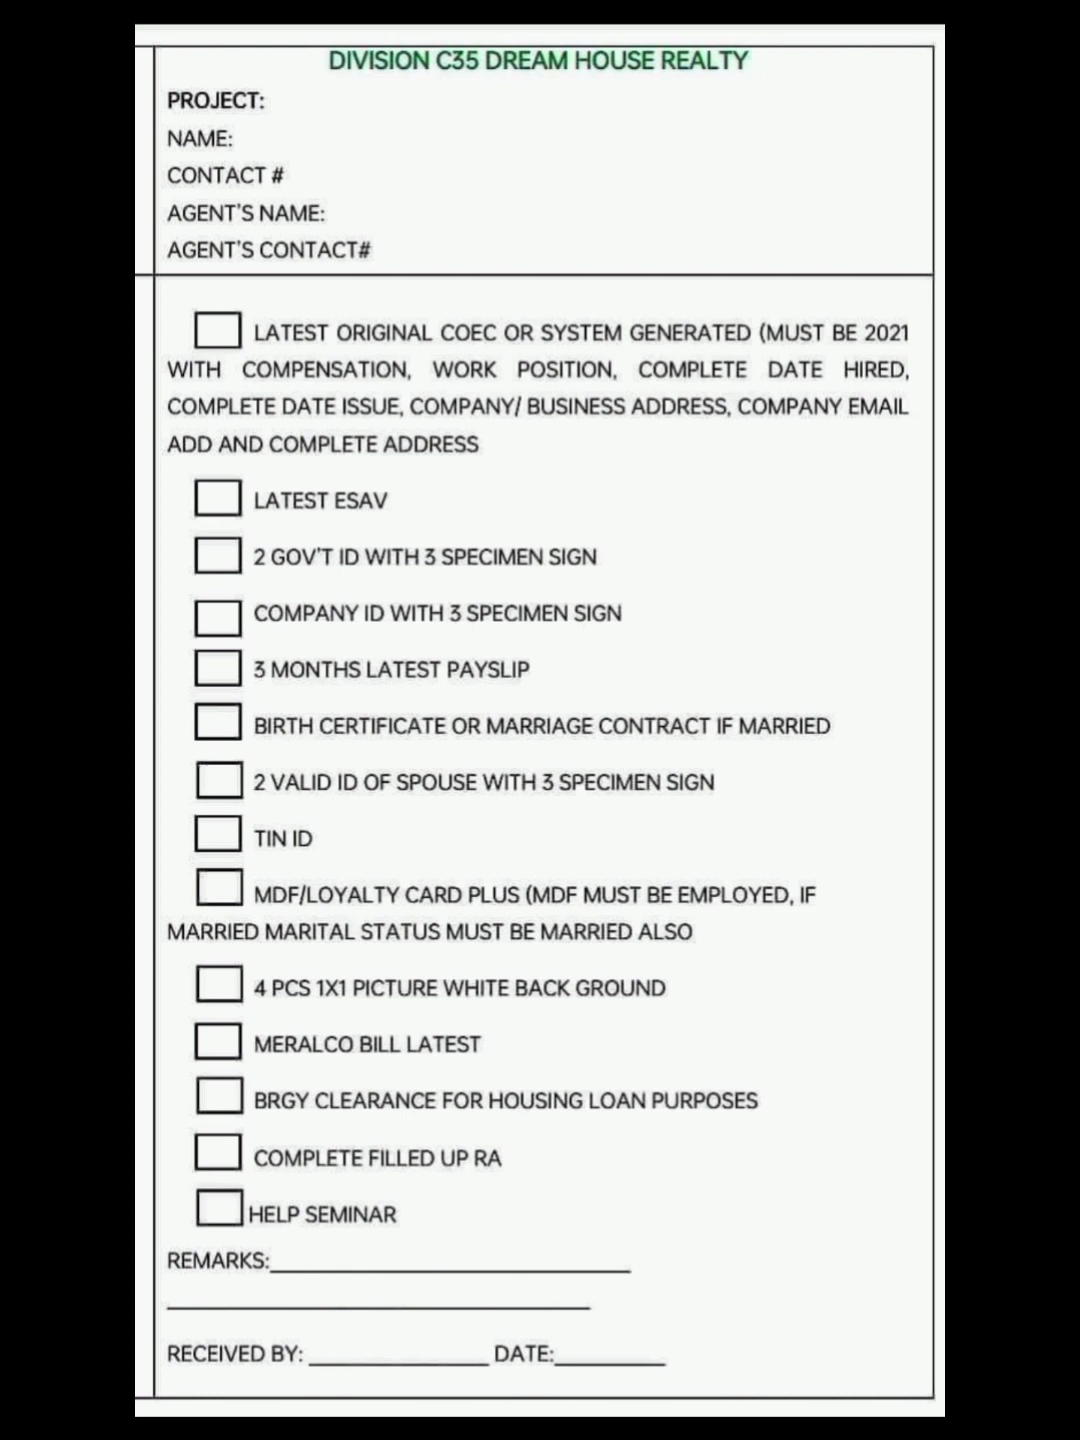 DIVISION C35 DREAM HOUSE REALTY
PROJECT:
NAME:
CONTACT #
AGENT'S NAME:
AGENT'S CONTACT#
LATEST ORIGINAL COEC OR SYSTEM GENERATED (MUST BE 2021
WITH COMPENSATION, WORK POSITION, COMPLETE DATE HIRED,
COMPLETE DATE ISSUE, COMPANY/ BUSINESS ADDRESS, COMPANY EMAIL
ADD AND COMPLETE ADDRESS
LATEST ESAV
2 GOV'T ID WITH 3 SPECIMEN SIGN
COMPANY ID WITH 3 SPECIMEN SIGN
3 MONTHS LATEST PAYSLIP
BIRTH CERTIFICATE OR MARRIAGE CONTRACT IF MARRIED
2 VALID ID OF SPOUSE WITH 3 SPECIMEN SIGN
TIN ID
MDF/LOYALTY CARD PLUS (MDF MUST BE EMPLOYED, IF
MARRIED MARITAL STATUS MUST BE MARRIED ALSO
4 PCS 1X1 PICTURE WHITE BACK GROUND
MERALCO BILL LATEST
BRGY CLEARANCE FOR HOUSING LOAN PURPOSES
COMPLETE FILLED UP RA
HELP SEMINAR
REMARKS:
RECEIVED BY: DATE: